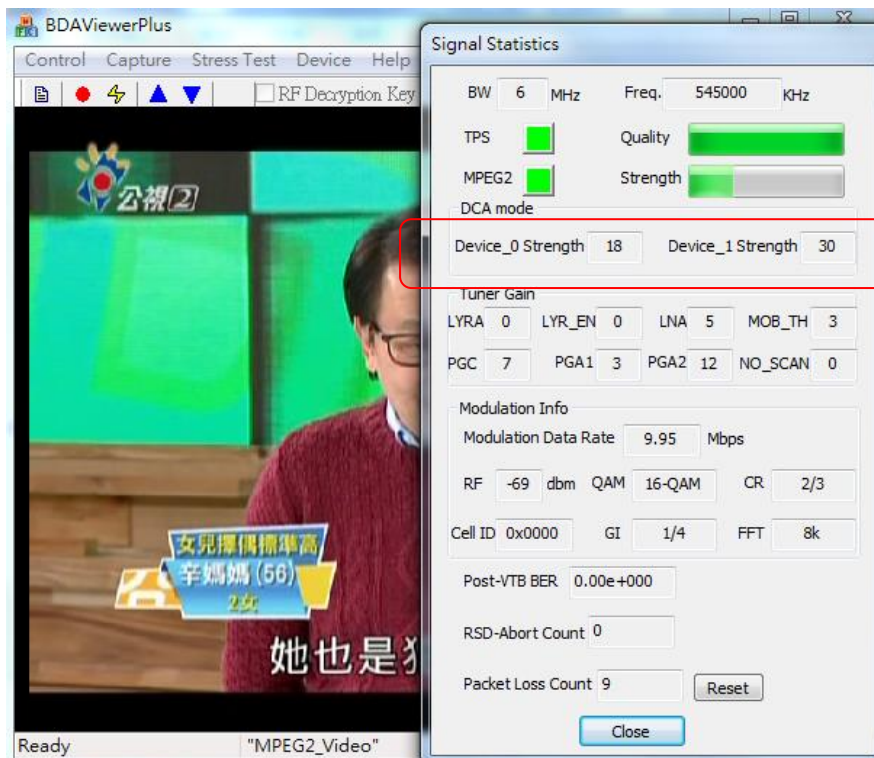 BDAViewerPlus
Control Capture Stress Test Device Help
RF Decryption Key
公視2
女兒擇偶標準高
辛媽媽(56)
2女
她也是
Ready "MPEG2_Video"
Signal Statistics
BW 6 MHz Freq. 545000 KHz
TPS Quality
MPEG2 Strength
DCA mode
Device_0 Strength 18 Device_1 Strength 30
Tuner Gain
LYRA 0 LYR_EN 0 LNA 5 MOB_TH 3
PGC 7 PGA1 3 PGA2 12 NO_SCAN 0
Modulation Info
Modulation Data Rate 9.95 Mbps
RF -69 dbm QAM 16-QAM CR 2/3
Cell ID 0x0000 GI 1/4 FFT 8k
Post-VTB BER 0.00e+000
RSD-Abort Count 0
Packet Loss Count 9 Reset
Close